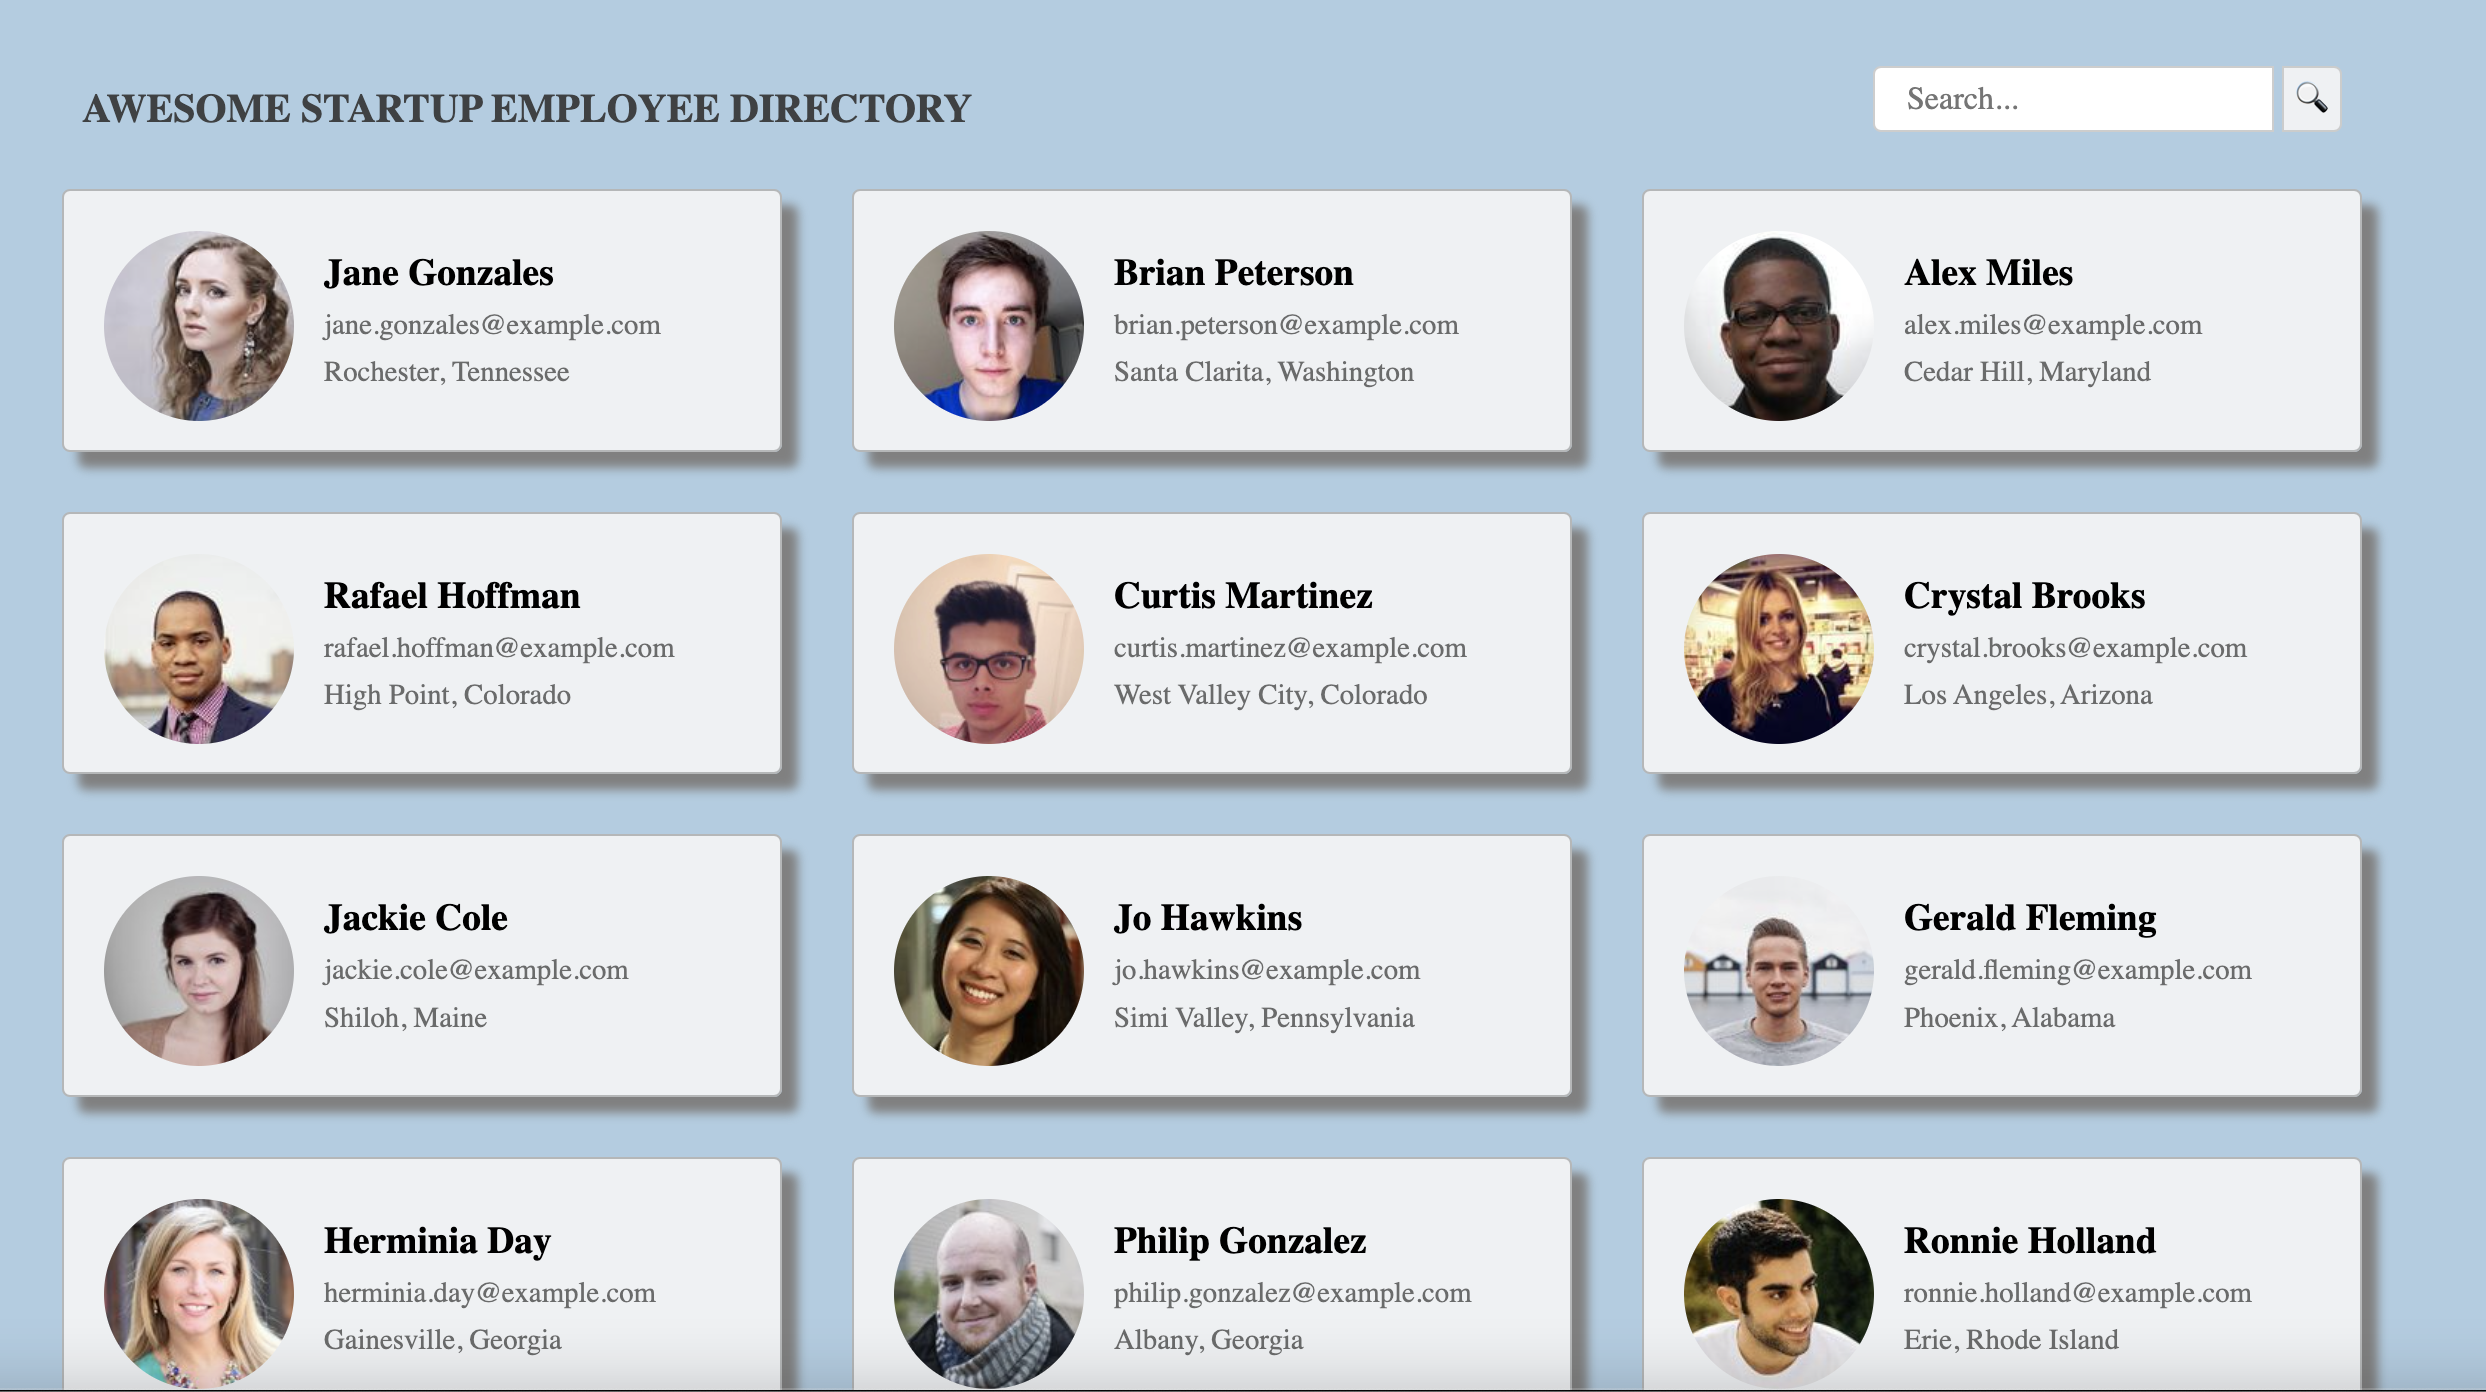 AWESOME STARTUP EMPLOYEE DIRECTORY
Search...
Jane Gonzales
jane.gonzales@example.com
Rochester, Tennessee
Brian Peterson
brian.peterson@example.com
Santa Clarita, Washington
Alex Miles
alex.miles@example.com
Cedar Hill, Maryland
Rafael Hoffman
rafael.hoffman@example.com
High Point, Colorado
Curtis Martinez
curtis.martinez@example.com
West Valley City, Colorado
Crystal Brooks
crystal.brooks@example.com
Los Angeles, Arizona
Jackie Cole
jackie.cole@example.com
Shiloh, Maine
Jo Hawkins
jo.hawkins@example.com
Simi Valley, Pennsylvania
Gerald Fleming
gerald.fleming@example.com
Phoenix, Alabama
Herminia Day
herminia.day@example.com
Gainesville, Georgia
Philip Gonzalez
philip.gonzalez@example.com
Albany, Georgia
Ronnie Holland
ronnie.holland@example.com
Erie, Rhode Island